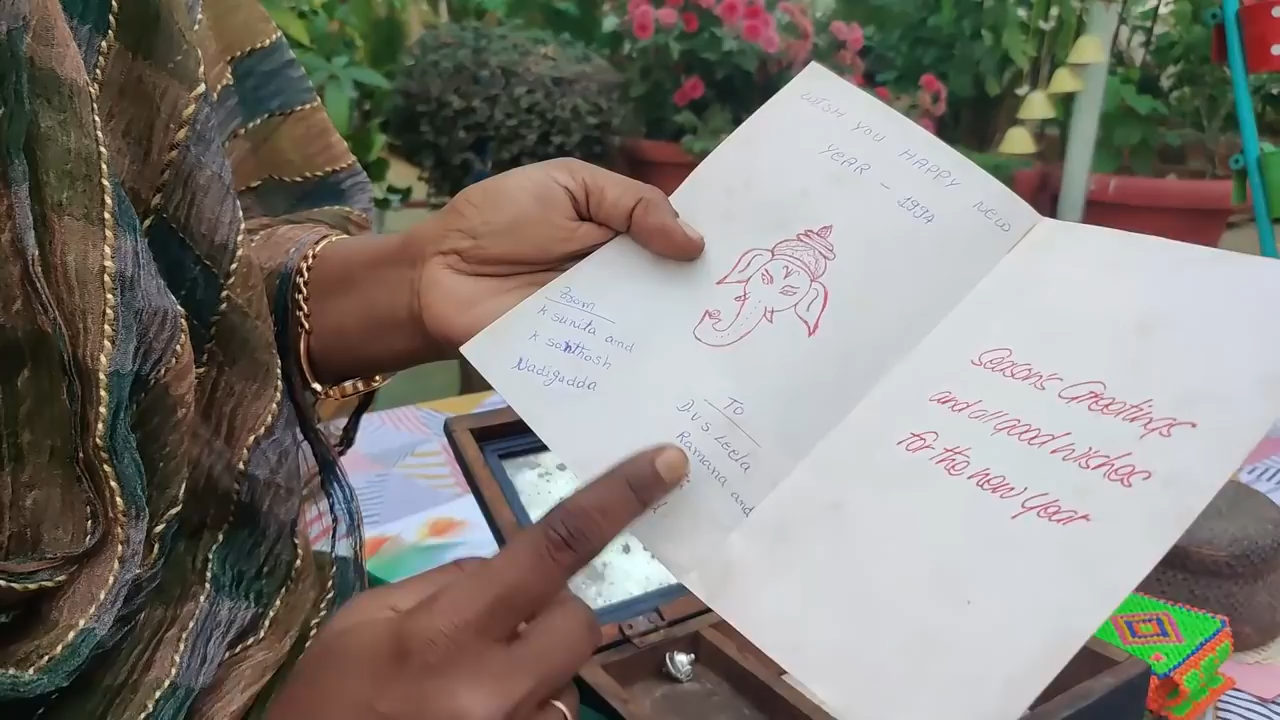 WISH YOU HAPPY NEW
YEAR - 1994
From
K sunita and
K santhosh
Nadigadda
To
D.V.S Leela
Ramana and
Season's Greetings
and all good wishes
for the new year